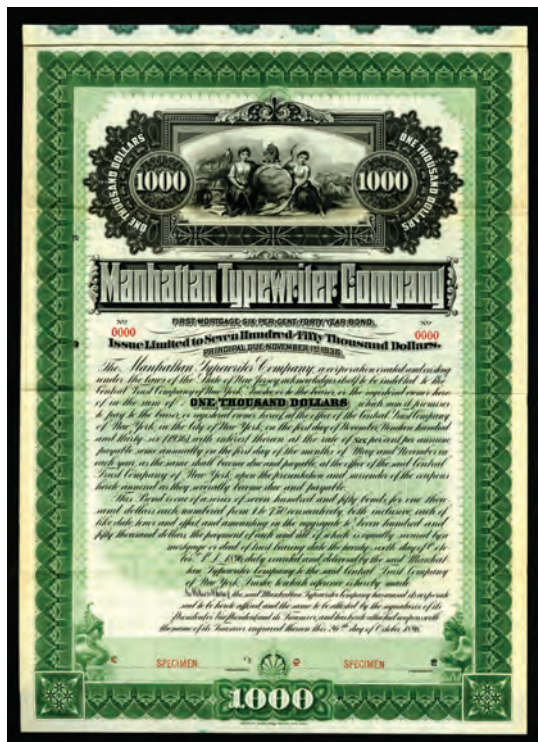 ONE THOUSAND DOLLARS
ONE THOUSAND DOLLARS
1000
1000
Manhattan Typewriter Company
No
FIRST MORTGAGE SIX PER CENT FORTY YEAR BOND.
No
0000
0000
Issue Limited to Seven Hundred Fifty Thousand Dollars.
PRINCIPAL DUE NOVEMBER 1st 1936.
The Manhattan Typewriter Company, a corporation created and existing
under the laws of the State of New Jersey acknowledges itself to be indebted to the
Central Trust Company of New York, Trustee, or to the bearer, or the registered owner here
of in the sum of ONE THOUSAND DOLLARS which sum it promises
to pay to the bearer, or registered owner hereof, at the office of the Central Trust Company
of New York, in the City of New York, on the first day of November, Nineteen hundred
and thirty six (1936), with interest thereon at the rate of six per cent per annum
payable semi annually on the first day of the months of May and November in
each year, as the same shall become due and payable, at the office of the said Central
Trust Company of New York, upon the presentation and surrender of the coupons
hereto annexed as they severally become due and payable.
This Bond is one of a series of seven hundred and fifty bonds for one thou
sand dollars each numbered from 1 to 750 consecutively, both inclusive, each of
like date, tenor and effect and amounting in the aggregate to seven hundred and
fifty thousand dollars, the payment of each and all of which is equally secured by a
mortgage or deed of trust bearing date the twenty-sixth day of Octo
ber A.D. 1896, duly executed and delivered by the said Manhat
tan Typewriter Company to the said Central Trust Company
of New York, Trustee, to which reference is hereby made.
In Witness Whereof, the said Manhattan Typewriter Company has caused its corporate
seal to be hereto affixed and the same to be attested by the signatures of its
President or Vice President and its Treasurer, and has hereto attached coupons with
the name of its Treasurer engraved thereon this 26th day of October 1896.
SPECIMEN
SPECIMEN
1000